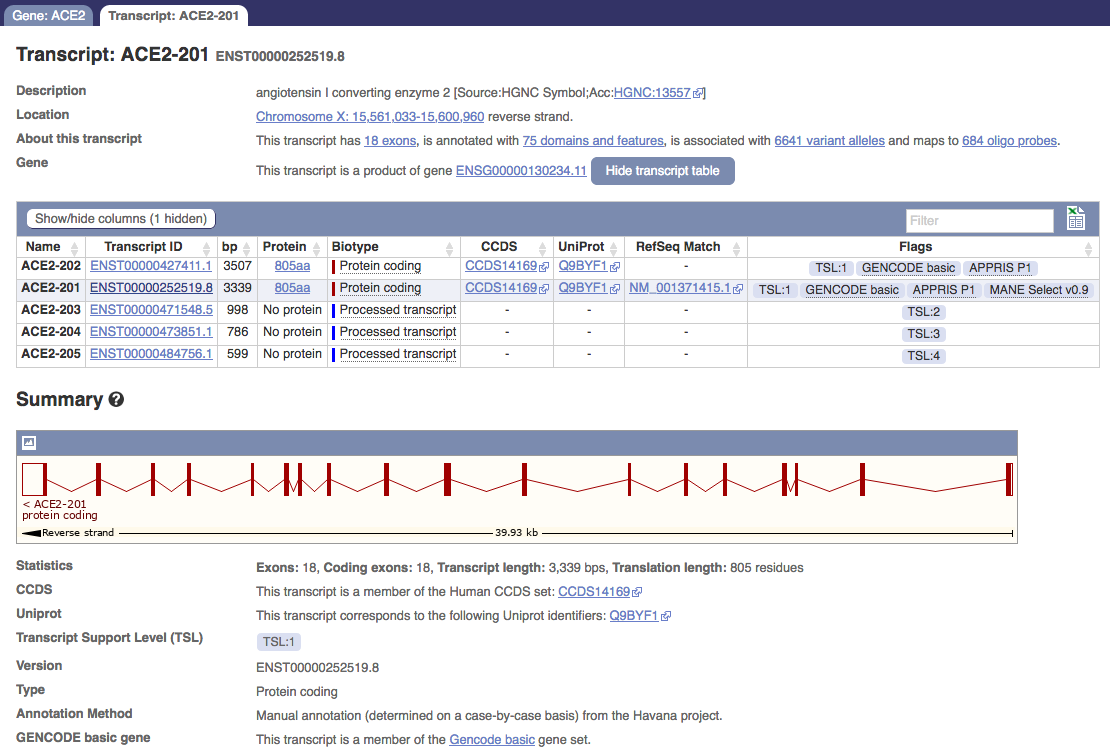 Gene: ACE2 Transcript: ACE2-201
Transcript: ACE2-201 ENST00000252519.8
Description angiotensin I converting enzyme 2 [Source:HGNC Symbol;Acc:HGNC:13557]
Location Chromosome X: 15,561,033-15,600,960 reverse strand.
About this transcript This transcript has 18 exons, is annotated with 75 domains and features, is associated with 6641 variant alleles and maps to 684 oligo probes.
Gene This transcript is a product of gene ENSG00000130234.11 Hide transcript table
Show/hide columns (1 hidden) Filter
Name Transcript ID bp Protein Biotype CCDS UniProt RefSeq Match Flags
ACE2-202 ENST00000427411.1 3507 805aa Protein coding CCDS14169 Q9BYF1 - TSL:1 GENCODE basic APPRIS P1
ACE2-201 ENST00000252519.8 3339 805aa Protein coding CCDS14169 Q9BYF1 NM_001371415.1 TSL:1 GENCODE basic APPRIS P1 MANE Select v0.9
ACE2-203 ENST00000471548.5 998 No protein Processed transcript - - - TSL:2
ACE2-204 ENST00000473851.1 786 No protein Processed transcript - - - TSL:3
ACE2-205 ENST00000484756.1 599 No protein Processed transcript - - - TSL:4
Summary ?
< ACE2-201
protein coding
Reverse strand 39.93 kb
Statistics Exons: 18, Coding exons: 18, Transcript length: 3,339 bps, Translation length: 805 residues
CCDS This transcript is a member of the Human CCDS set: CCDS14169
Uniprot This transcript corresponds to the following Uniprot identifiers: Q9BYF1
Transcript Support Level (TSL) TSL:1
Version ENST00000252519.8
Type Protein coding
Annotation Method Manual annotation (determined on a case-by-case basis) from the Havana project.
GENCODE basic gene This transcript is a member of the Gencode basic gene set.